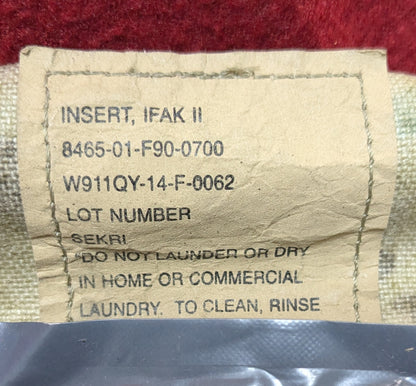 INSERT, IFAK II
8465-01-F90-0700
W911QY-14-F-0062
LOT NUMBER
SEKRI
*DO NOT LAUNDER OR DRY
IN HOME OR COMMERCIAL
LAUNDRY. TO CLEAN, RINSE